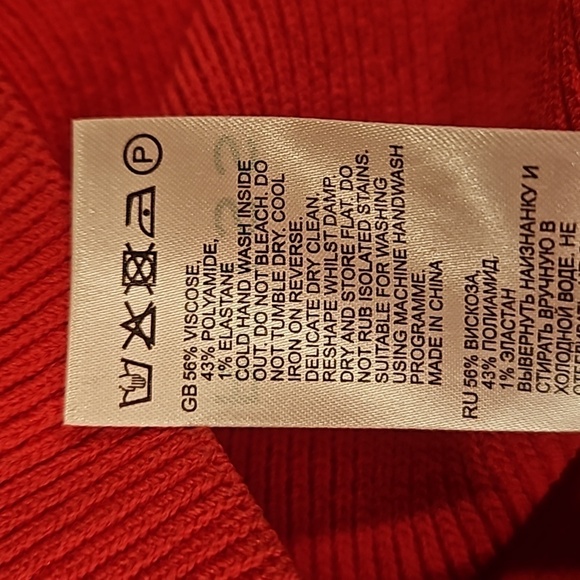 P
GB 56% VISCOSE,
43% POLYAMIDE,
1% ELASTANE
COLD HAND WASH INSIDE
OUT. DO NOT BLEACH. DO
NOT TUMBLE DRY. COOL
IRON ON REVERSE.
DELICATE DRY CLEAN,
RESHAPE WHILST DAMP.
DRY AND STORE FLAT. DO
NOT RUB ISOLATED STAINS.
SUITABLE FOR WASHING
USING MACHINE HANDWASH
PROGRAMME
MADE IN CHINA
RU 56% ВИСКОЗА,
43% ПОЛИАМИД,
1% ЭЛАСТАН
ВЫВЕРНУТЬ НАИЗНАНКУ И
СТИРАТЬ ВРУЧНУЮ В
ХОЛОДНОЙ ВОДЕ. НЕ